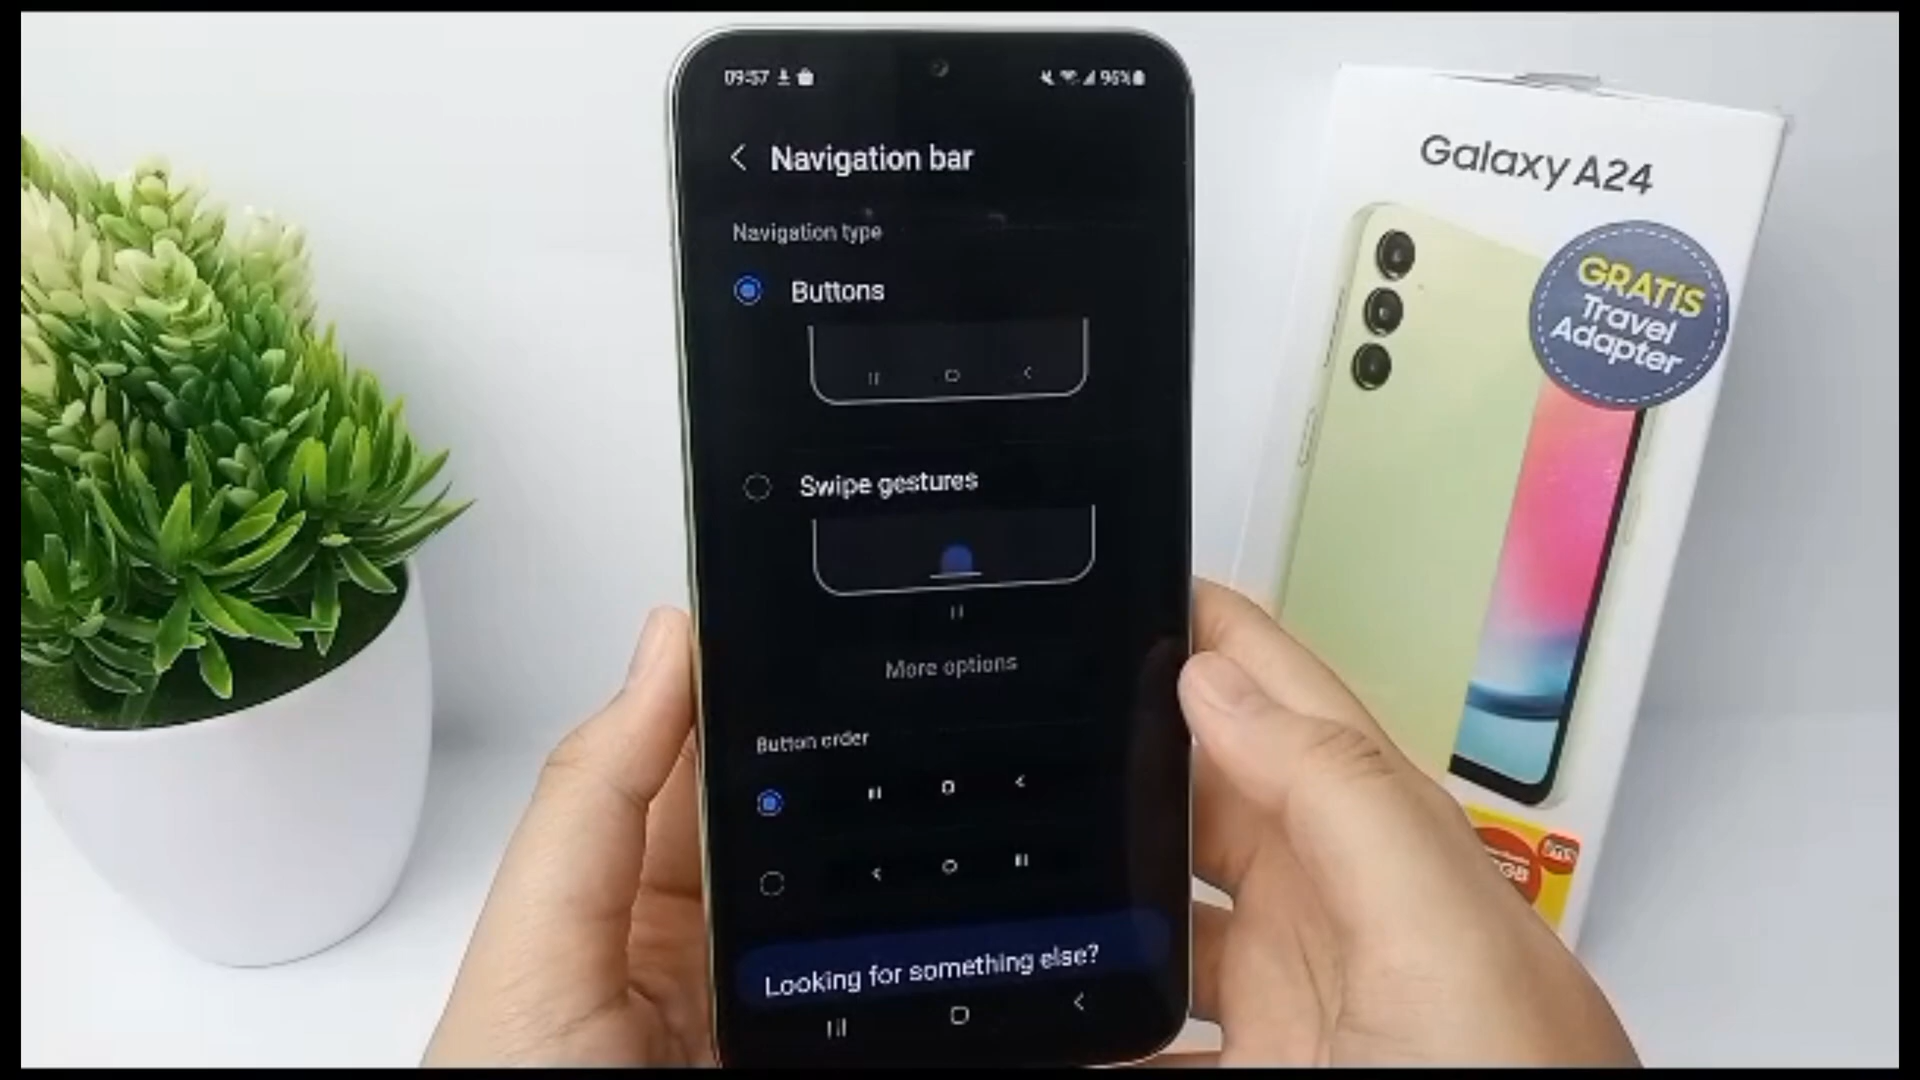 09:57
96%
Navigation bar
Navigation type
Buttons
Swipe gestures
More options
Button order
Looking for something else?
Galaxy A24
GRATIS
Travel
Adapter
GB